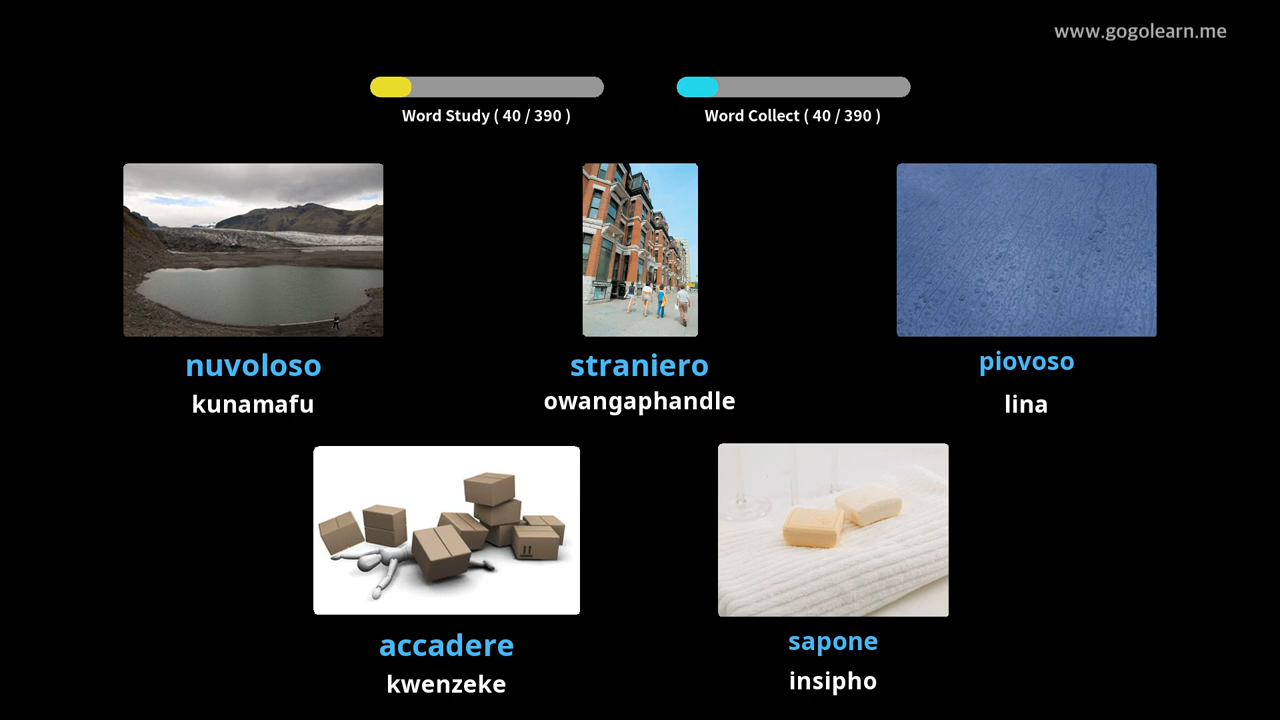 www.gogolearn.me
Word Study ( 40 / 390 )
Word Collect ( 40 / 390 )
nuvoloso
kunamafu
straniero
owangaphandle
piovoso
lina
accadere
kwenzeke
sapone
insipho